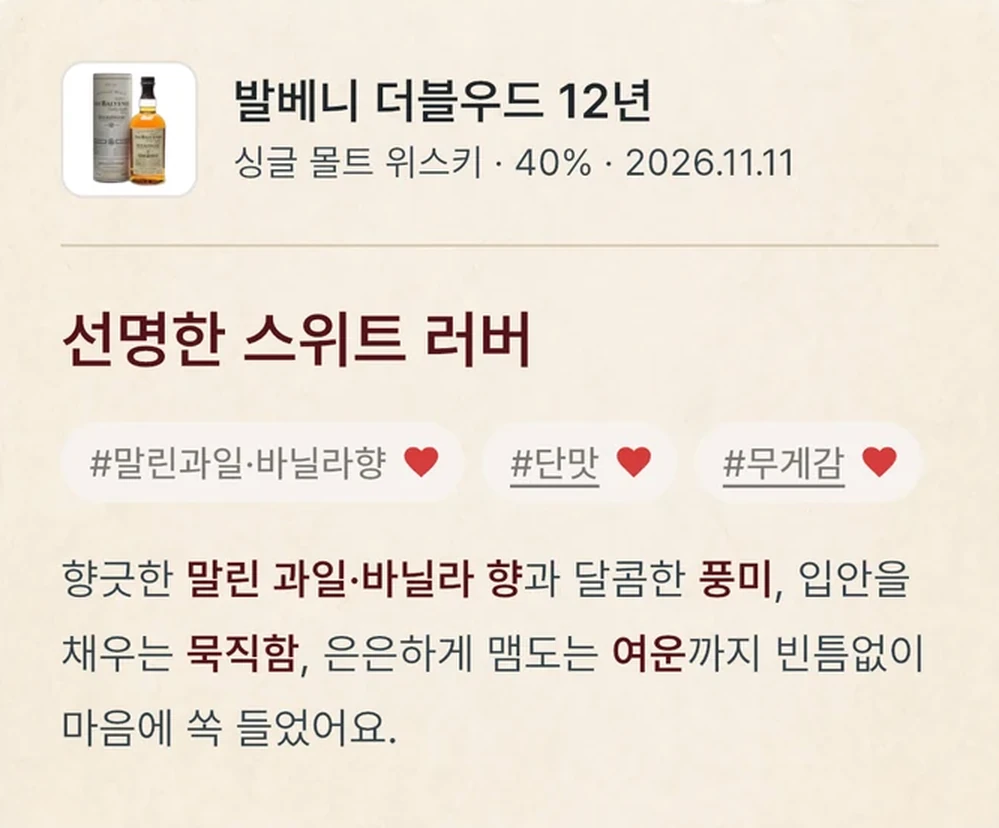 발베니 더블우드 12년
싱글 몰트 위스키 · 40% · 2026.11.11
선명한 스위트 러버
#말린과일·바닐라향 #단맛 #무게감
향긋한 말린 과일·바닐라 향과 달콤한 풍미, 입안을
채우는 묵직함, 은은하게 맴도는 여운까지 빈틈없이
마음에 쏙 들었어요.